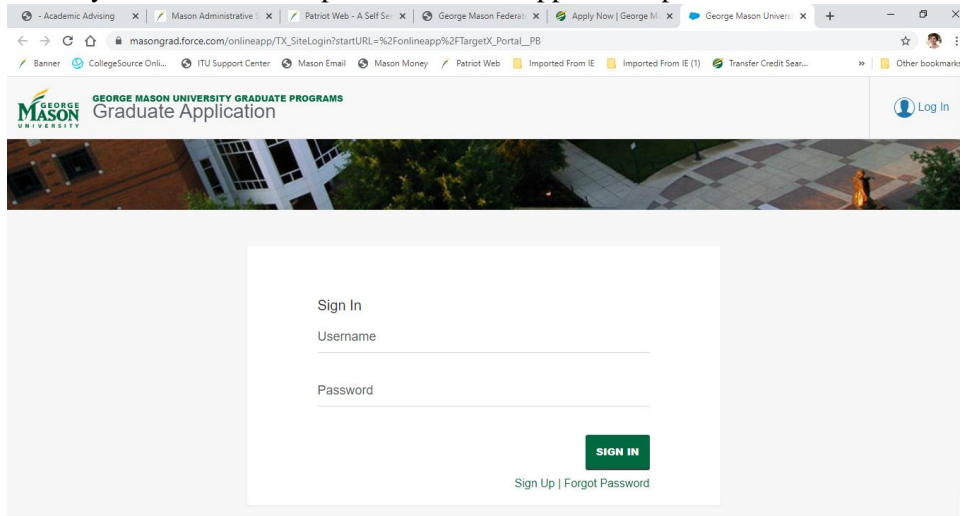 - Academic Advising
Mason Administrative S
Patriot Web - A Self Ser
George Mason Federat
Apply Now | George M
George Mason Univers
masongrad.force.com/onlineapp/TX_SiteLogin?startURL=%2Fonlineapp%2FTargetX_Portal__PB
Banner CollegeSource Onli... ITU Support Center Mason Email Mason Money Patriot Web Imported From IE Imported From IE (1) Transfer Credit Sear... » Other bookmarks
GEORGE MASON UNIVERSITY
GEORGE MASON UNIVERSITY GRADUATE PROGRAMS
Graduate Application
Log In
Sign In
Username
Password
SIGN IN
Sign Up | Forgot Password